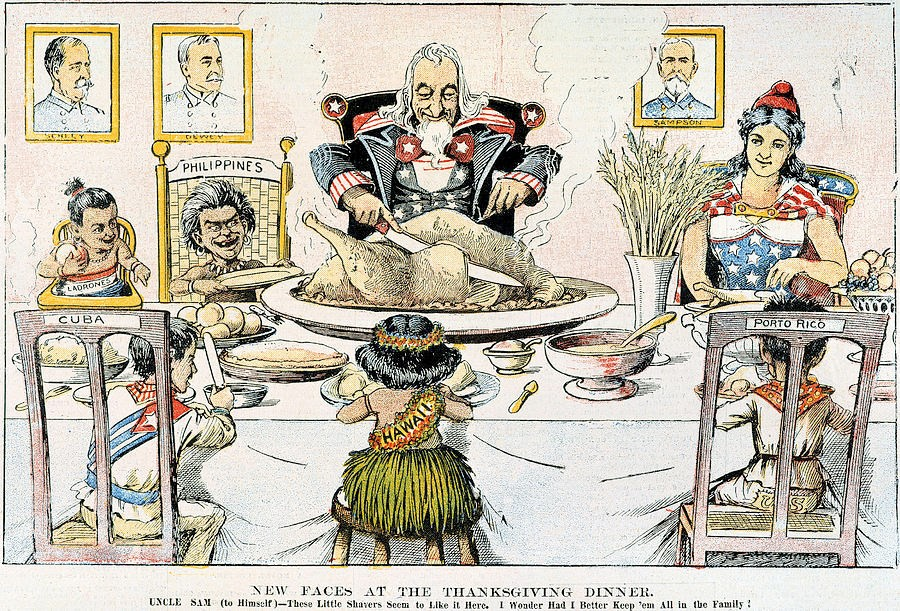 SCHLEY
DEWEY
SAMPSON
PHILIPPINES
LADRONES
CUBA
PORTO RICO
HAWAII
NEW FACES AT THE THANKSGIVING DINNER.
UNCLE SAM (to Himself)—These Little Shavers Seem to Like it Here. I Wonder Had I Better Keep 'em All in the Family!